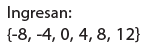 Ingresan:
{-8, -4, 0, 4, 8, 12}